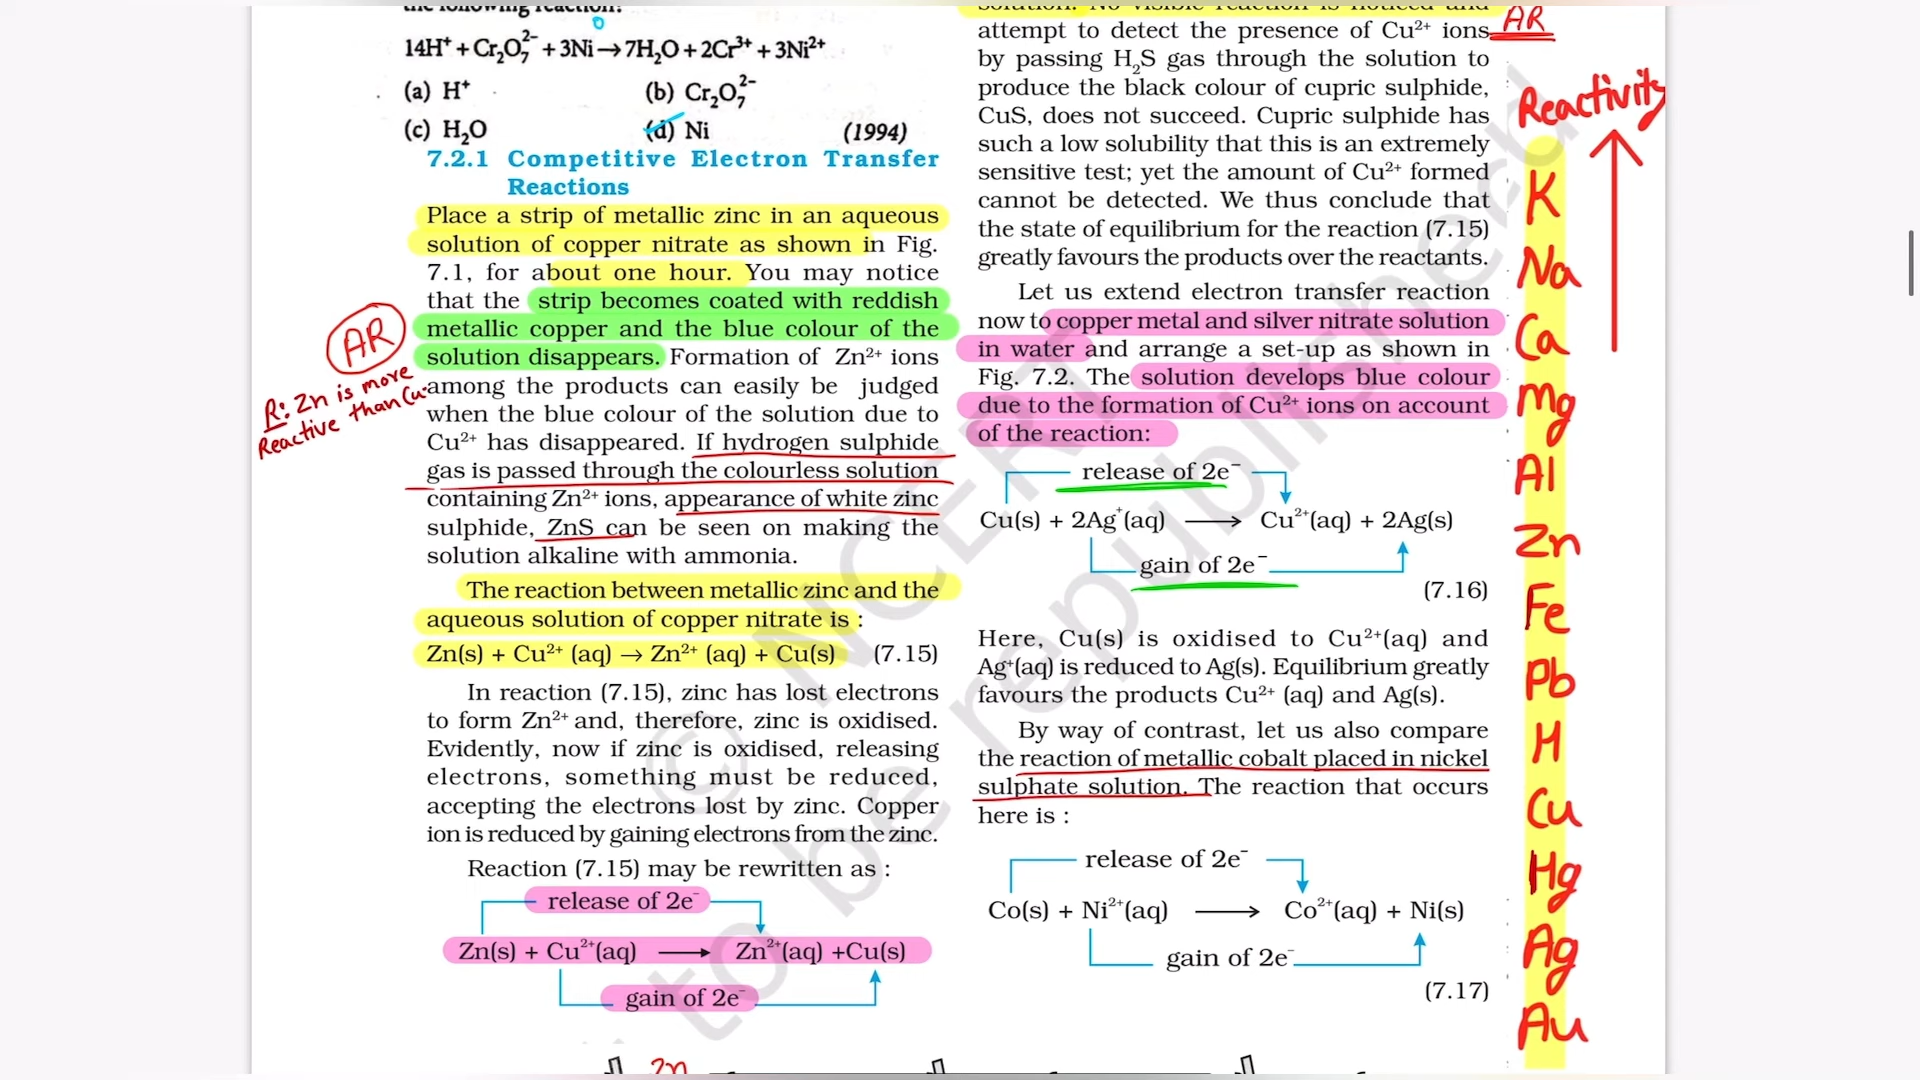 the following reaction?
14H⁺ + Cr₂O₇²⁻ + 3Ni → 7H₂O + 2Cr³⁺ + 3Ni²⁺
(a) H⁺ (b) Cr₂O₇²⁻
(c) H₂O (d) Ni (1994)
7.2.1 Competitive Electron Transfer
Reactions
Place a strip of metallic zinc in an aqueous
solution of copper nitrate as shown in Fig.
7.1, for about one hour. You may notice
that the strip becomes coated with reddish
metallic copper and the blue colour of the
solution disappears. Formation of Zn²⁺ ions
among the products can easily be judged
when the blue colour of the solution due to
Cu²⁺ has disappeared. If hydrogen sulphide
gas is passed through the colourless solution
containing Zn²⁺ ions, appearance of white zinc
sulphide, ZnS can be seen on making the
solution alkaline with ammonia.
The reaction between metallic zinc and the
aqueous solution of copper nitrate is :
Zn(s) + Cu²⁺ (aq) → Zn²⁺ (aq) + Cu(s) (7.15)
In reaction (7.15), zinc has lost electrons
to form Zn²⁺ and, therefore, zinc is oxidised.
Evidently, now if zinc is oxidised, releasing
electrons, something must be reduced,
accepting the electrons lost by zinc. Copper
ion is reduced by gaining electrons from the zinc.
Reaction (7.15) may be rewritten as :
release of 2e⁻
Zn(s) + Cu²⁺(aq) → Zn²⁺(aq) +Cu(s)
gain of 2e⁻
Zn
AR
R: Zn is more
Reactive than Cu
solution. No visible reaction is noticed and
attempt to detect the presence of Cu²⁺ ions
by passing H₂S gas through the solution to
produce the black colour of cupric sulphide,
CuS, does not succeed. Cupric sulphide has
such a low solubility that this is an extremely
sensitive test; yet the amount of Cu²⁺ formed
cannot be detected. We thus conclude that
the state of equilibrium for the reaction (7.15)
greatly favours the products over the reactants.
Let us extend electron transfer reaction
now to copper metal and silver nitrate solution
in water and arrange a set-up as shown in
Fig. 7.2. The solution develops blue colour
due to the formation of Cu²⁺ ions on account
of the reaction:
release of 2e⁻
Cu(s) + 2Ag⁺(aq) → Cu²⁺(aq) + 2Ag(s)
gain of 2e⁻
(7.16)
Here, Cu(s) is oxidised to Cu²⁺(aq) and
Ag⁺(aq) is reduced to Ag(s). Equilibrium greatly
favours the products Cu²⁺ (aq) and Ag(s).
By way of contrast, let us also compare
the reaction of metallic cobalt placed in nickel
sulphate solution. The reaction that occurs
here is :
release of 2e⁻
Co(s) + Ni²⁺(aq) → Co²⁺(aq) + Ni(s)
gain of 2e⁻
(7.17)
AR
Reactivity
K
Na
Ca
Mg
Al
Zn
Fe
Pb
H
Cu
Hg
Ag
Au
© NCERT
to be republished